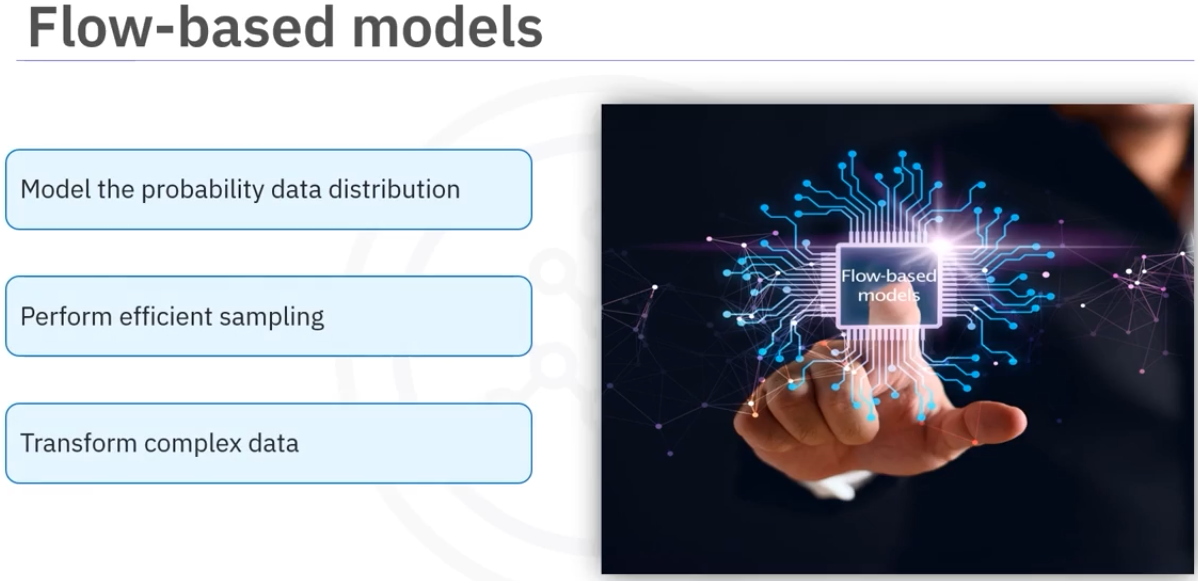 Flow-based models
Model the probability data distribution
Perform efficient sampling
Transform complex data
Flow-based
models